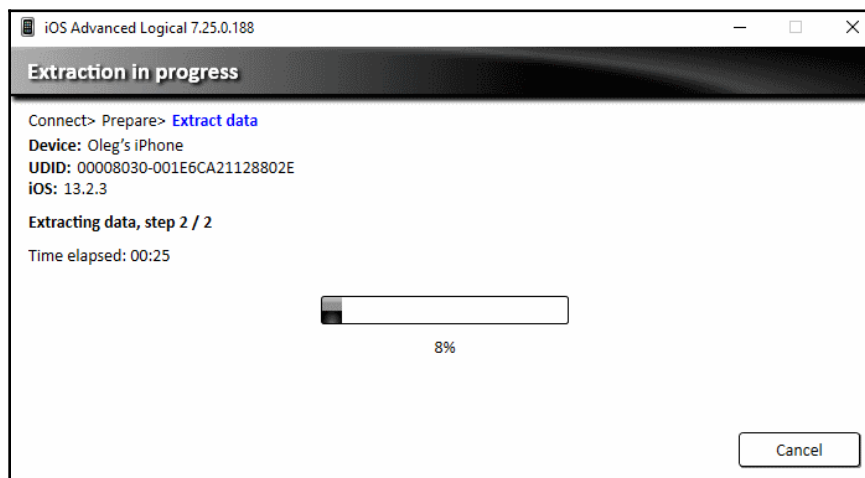 iOS Advanced Logical 7.25.0.188
Extraction in progress
Connect> Prepare> Extract data
Device: Oleg's iPhone
UDID: 00008030-001E6CA21128802E
iOS: 13.2.3
Extracting data, step 2 / 2
Time elapsed: 00:25
8%
Cancel